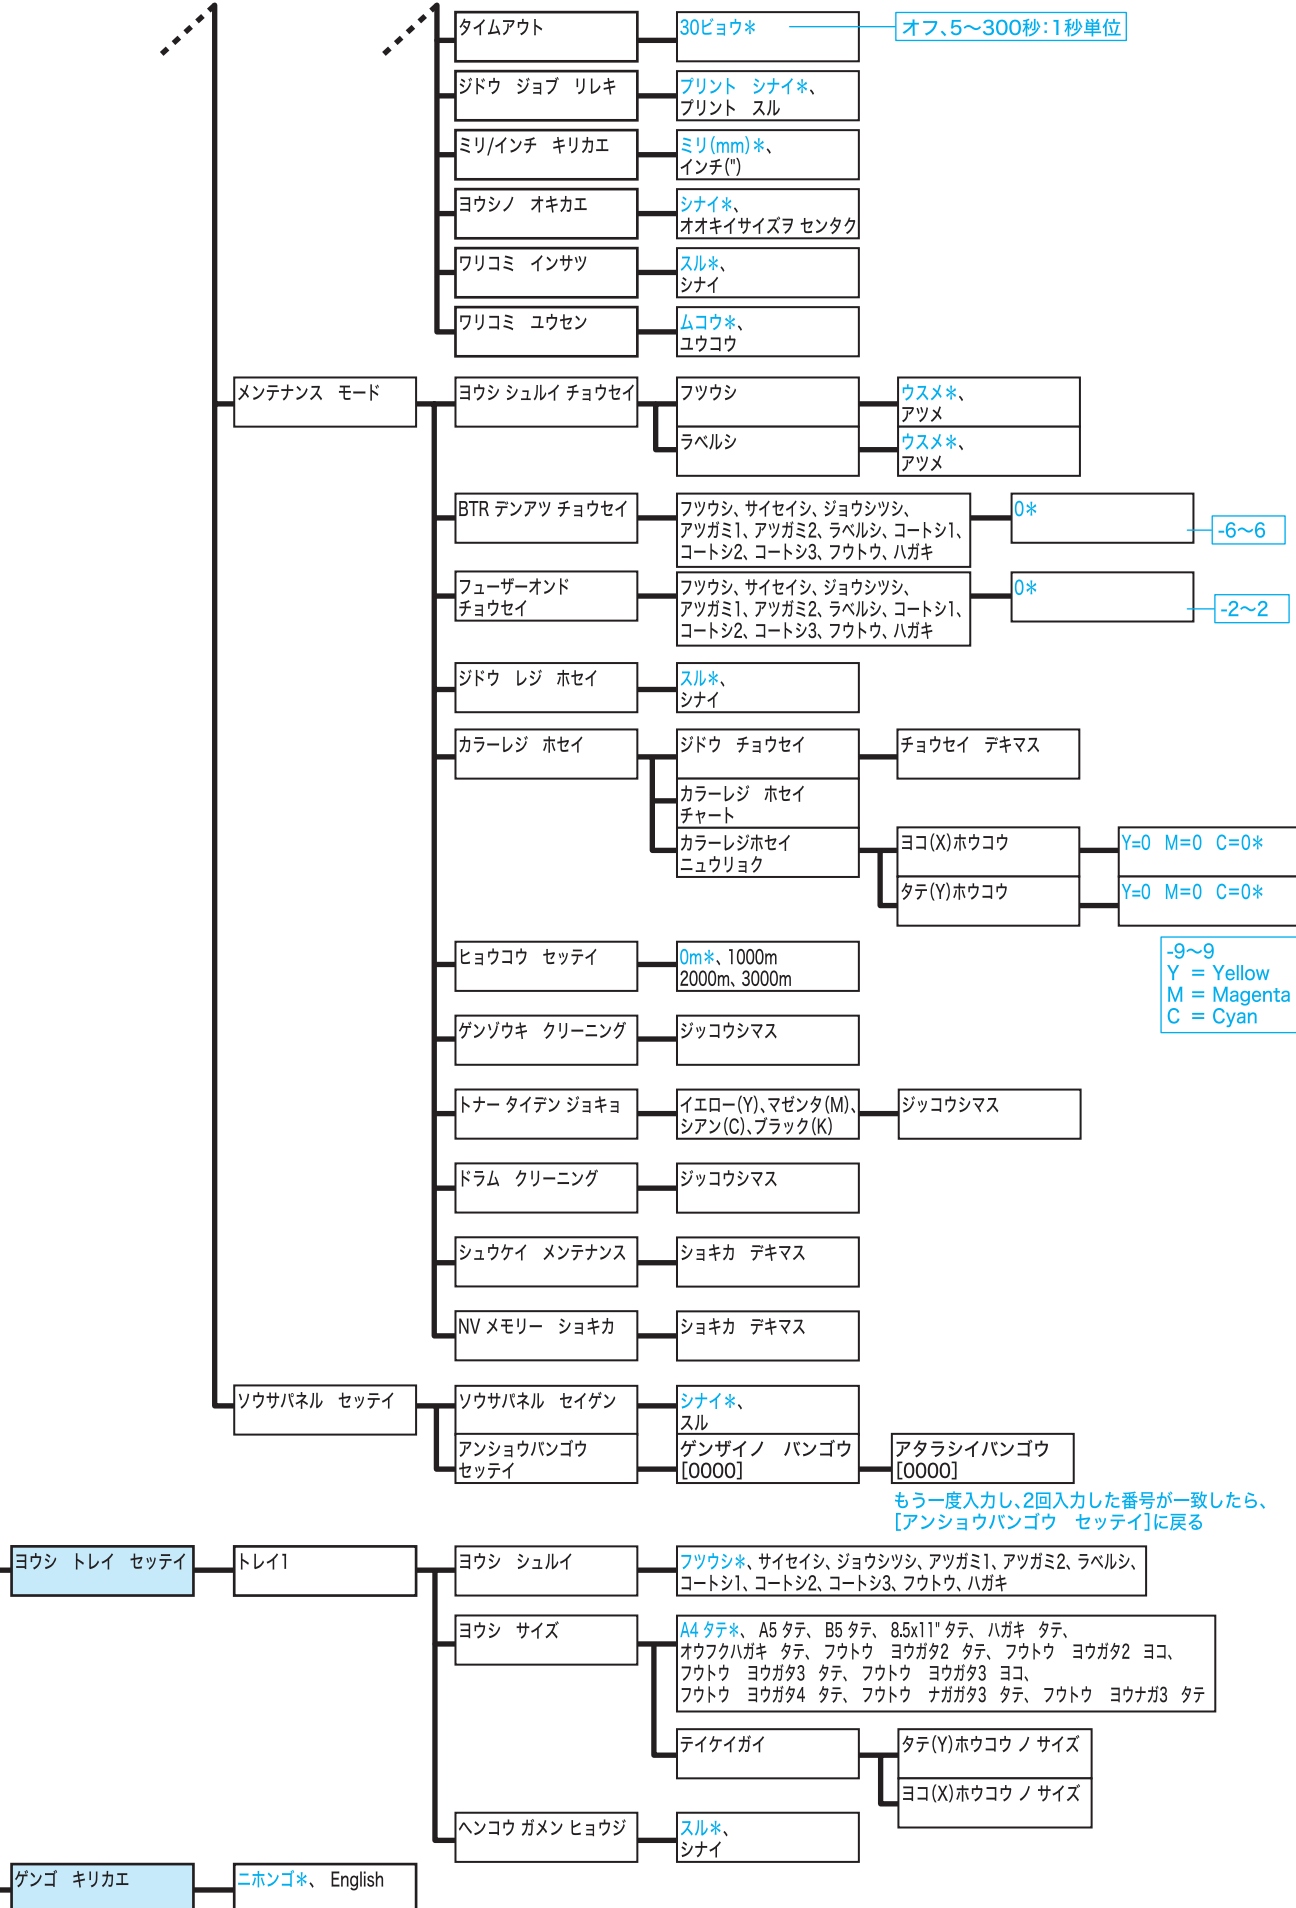 タイムアウト
30ビョウ*
オフ、5～300秒：1秒単位
ジドウ　ジョブ　リレキ
プリント　シナイ*、
プリント　スル
ミリ/インチ　キリカエ
ミリ(mm)*、
インチ(")
ヨウシノ　オキカエ
シナイ*、
オオキイサイズヲ センタク
ワリコミ　インサツ
スル*、
シナイ
ワリコミ　ユウセン
ムコウ*、
ユウコウ
メンテナンス　モード
ヨウシ シュルイ チョウセイ
フツウシ
ウスメ*、
アツメ
ラベルシ
ウスメ*、
アツメ
BTR デンアツ チョウセイ
フツウシ、サイセイシ、ジョウシツシ、
アツガミ1、アツガミ2、ラベルシ、コートシ1、
コートシ2、コートシ3、フウトウ、ハガキ
0*
-6～6
フューザーオンド
チョウセイ
フツウシ、サイセイシ、ジョウシツシ、
アツガミ1、アツガミ2、ラベルシ、コートシ1、
コートシ2、コートシ3、フウトウ、ハガキ
0*
-2～2
ジドウ　レジ　ホセイ
スル*、
シナイ
カラーレジ　ホセイ
ジドウ　チョウセイ
チョウセイ　デキマス
カラーレジ　ホセイ
チャート
カラーレジホセイ
ニュウリョク
ヨコ(X)ホウコウ
Y=0　M=0　C=0*
タテ(Y)ホウコウ
Y=0　M=0　C=0*
-9～9
Y = Yellow
M = Magenta
C = Cyan
ヒョウコウ　セッテイ
0m*、1000m
2000m、3000m
ゲンゾウキ　クリーニング
ジッコウシマス
トナー タイデン ジョキョ
イエロー(Y)、マゼンタ(M)、
シアン(C)、ブラック(K)
ジッコウシマス
ドラム　クリーニング
ジッコウシマス
シュウケイ　メンテナンス
ショキカ　デキマス
NV メモリー　ショキカ
ショキカ　デキマス
ソウサパネル　セッテイ
ソウサパネル　セイゲン
シナイ*、
スル
アンショウバンゴウ
セッテイ
ゲンザイノ　バンゴウ
[0000]
アタラシイバンゴウ
[0000]
もう一度入力し、2回入力した番号が一致したら、
[アンショウバンゴウ　セッテイ]に戻る
ヨウシ　トレイ　セッテイ
トレイ1
ヨウシ　シュルイ
フツウシ*、サイセイシ、ジョウシツシ、アツガミ1、アツガミ2、ラベルシ、
コートシ1、コートシ2、コートシ3、フウトウ、ハガキ
ヨウシ　サイズ
A4 タテ*、 A5 タテ、 B5 タテ、 8.5x11" タテ、 ハガキ　タテ、
オウフクハガキ　タテ、 フウトウ　ヨウガタ2　タテ、 フウトウ　ヨウガタ2　ヨコ、
フウトウ　ヨウガタ3　タテ、 フウトウ　ヨウガタ3　ヨコ、
フウトウ　ヨウガタ4　タテ、 フウトウ　ナガガタ3　タテ、 フウトウ　ヨウナガ3　タテ
テイケイガイ
タテ(Y)ホウコウ ノ サイズ
ヨコ(X)ホウコウ ノ サイズ
ヘンコウ ガメン ヒョウジ
スル*、
シナイ
ゲンゴ　キリカエ
ニホンゴ*、 English